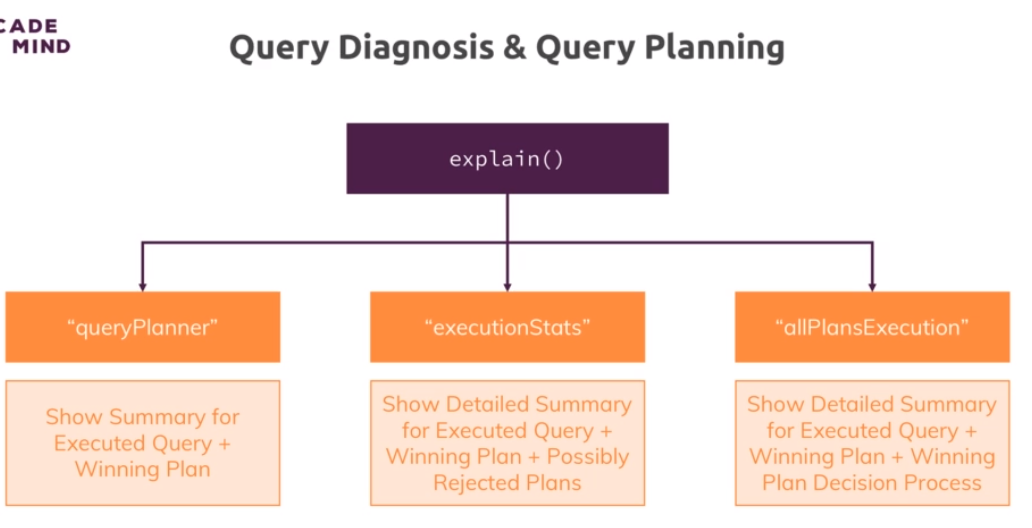 CADE
MIND
Query Diagnosis & Query Planning
explain()
“queryPlanner”
“executionStats”
“allPlansExecution”
Show Summary for
Executed Query +
Winning Plan
Show Detailed Summary
for Executed Query +
Winning Plan + Possibly
Rejected Plans
Show Detailed Summary
for Executed Query +
Winning Plan + Winning
Plan Decision Process